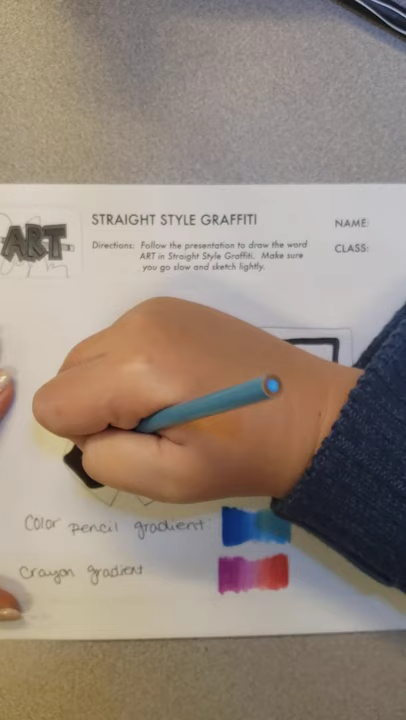 ART
STRAIGHT STYLE GRAFFITI
NAME:
Directions: Follow the presentation to draw the word
CLASS:
ART in Straight Style Graffiti. Make sure
you go slow and sketch lightly.
Color pencil gradient:
Crayon gradient